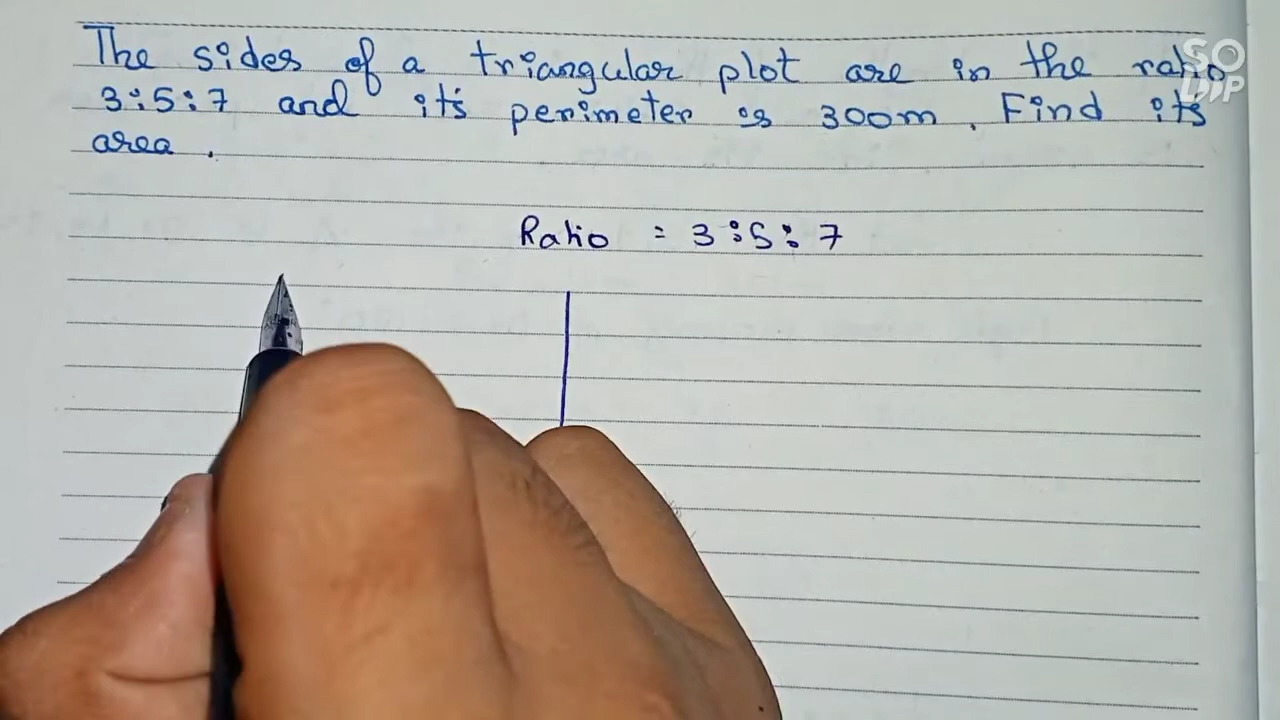 The sides of a triangular plot are in the ratio
3:5:7 and its perimeter is 300m. Find its
area.
Ratio = 3:5:7